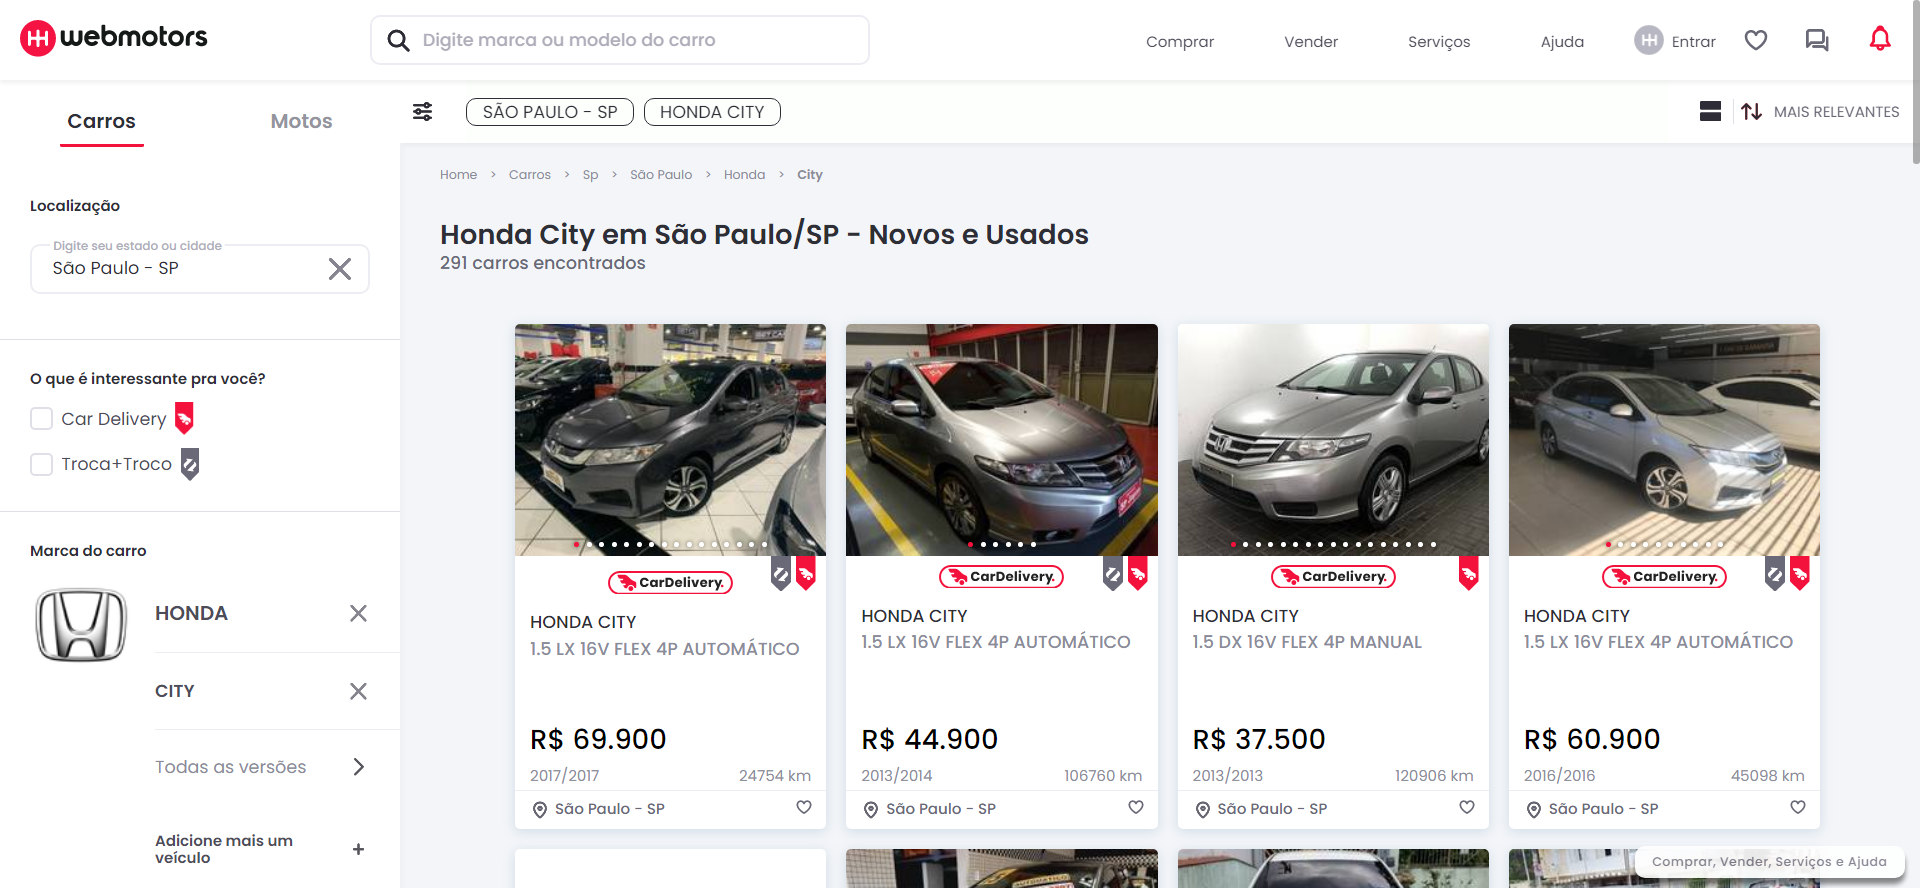 webmotors
Digite marca ou modelo do carro
Comprar
Vender
Serviços
Ajuda
Entrar
Carros
Motos
SÃO PAULO - SP
HONDA CITY
MAIS RELEVANTES
Localização
Digite seu estado ou cidade
São Paulo - SP
O que é interessante pra você?
Car Delivery
Troca+Troco
Marca do carro
HONDA
CITY
Todas as versões
Adicione mais um
veículo
Home > Carros > Sp > São Paulo > Honda > City
Honda City em São Paulo/SP - Novos e Usados
291 carros encontrados
CarDelivery.
HONDA CITY
1.5 LX 16V FLEX 4P AUTOMÁTICO
R$ 69.900
2017/2017
24754 km
São Paulo - SP
CarDelivery.
HONDA CITY
1.5 LX 16V FLEX 4P AUTOMÁTICO
R$ 44.900
2013/2014
106760 km
São Paulo - SP
CarDelivery.
HONDA CITY
1.5 DX 16V FLEX 4P MANUAL
R$ 37.500
2013/2013
120906 km
São Paulo - SP
CarDelivery.
HONDA CITY
1.5 LX 16V FLEX 4P AUTOMÁTICO
R$ 60.900
2016/2016
45098 km
São Paulo - SP
Comprar, Vender, Serviços e Ajuda